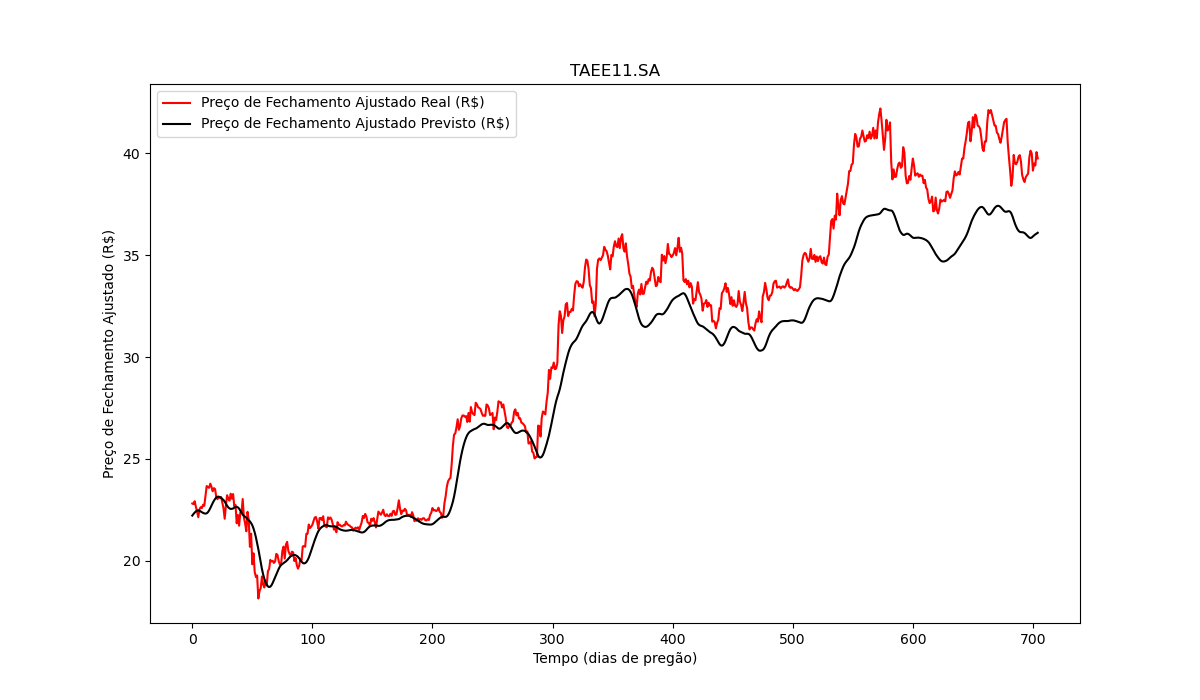 TAEE11.SA
Preço de Fechamento Ajustado Real (R$)
Preço de Fechamento Ajustado Previsto (R$)
Preço de Fechamento Ajustado (R$)
40
35
30
25
20
0 100 200 300 400 500 600 700
Tempo (dias de pregão)